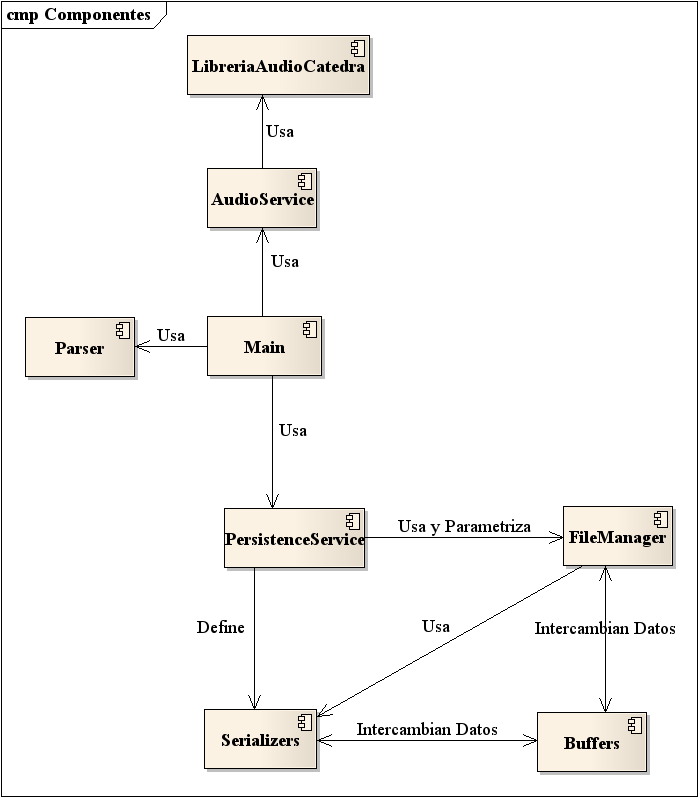 cmp Componentes
LibreriaAudioCatedra
Usa
AudioService
Usa
Parser
Usa
Main
Usa
PersistenceService
Usa y Parametriza
FileManager
Define
Usa
Intercambian Datos
Serializers
Intercambian Datos
Buffers